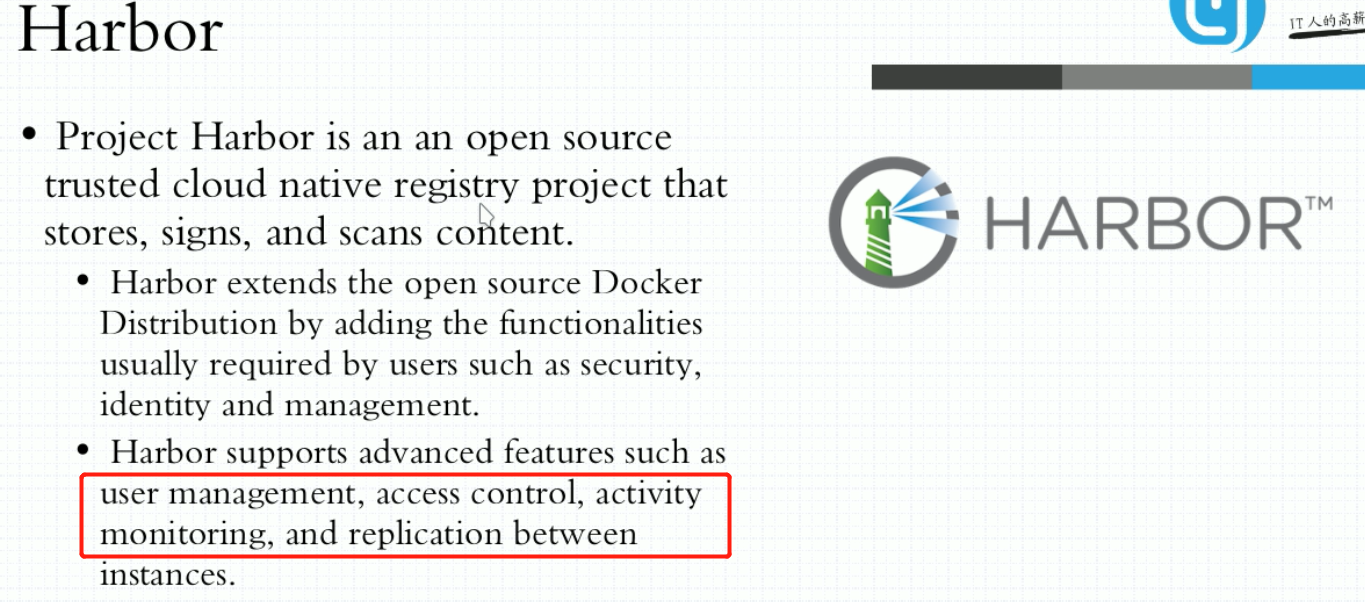 Harbor
IT人的高薪
• Project Harbor is an an open source
trusted cloud native registry project that
stores, signs, and scans content.
HARBOR™
• Harbor extends the open source Docker
Distribution by adding the functionalities
usually required by users such as security,
identity and management.
• Harbor supports advanced features such as
user management, access control, activity
monitoring, and replication between
instances.